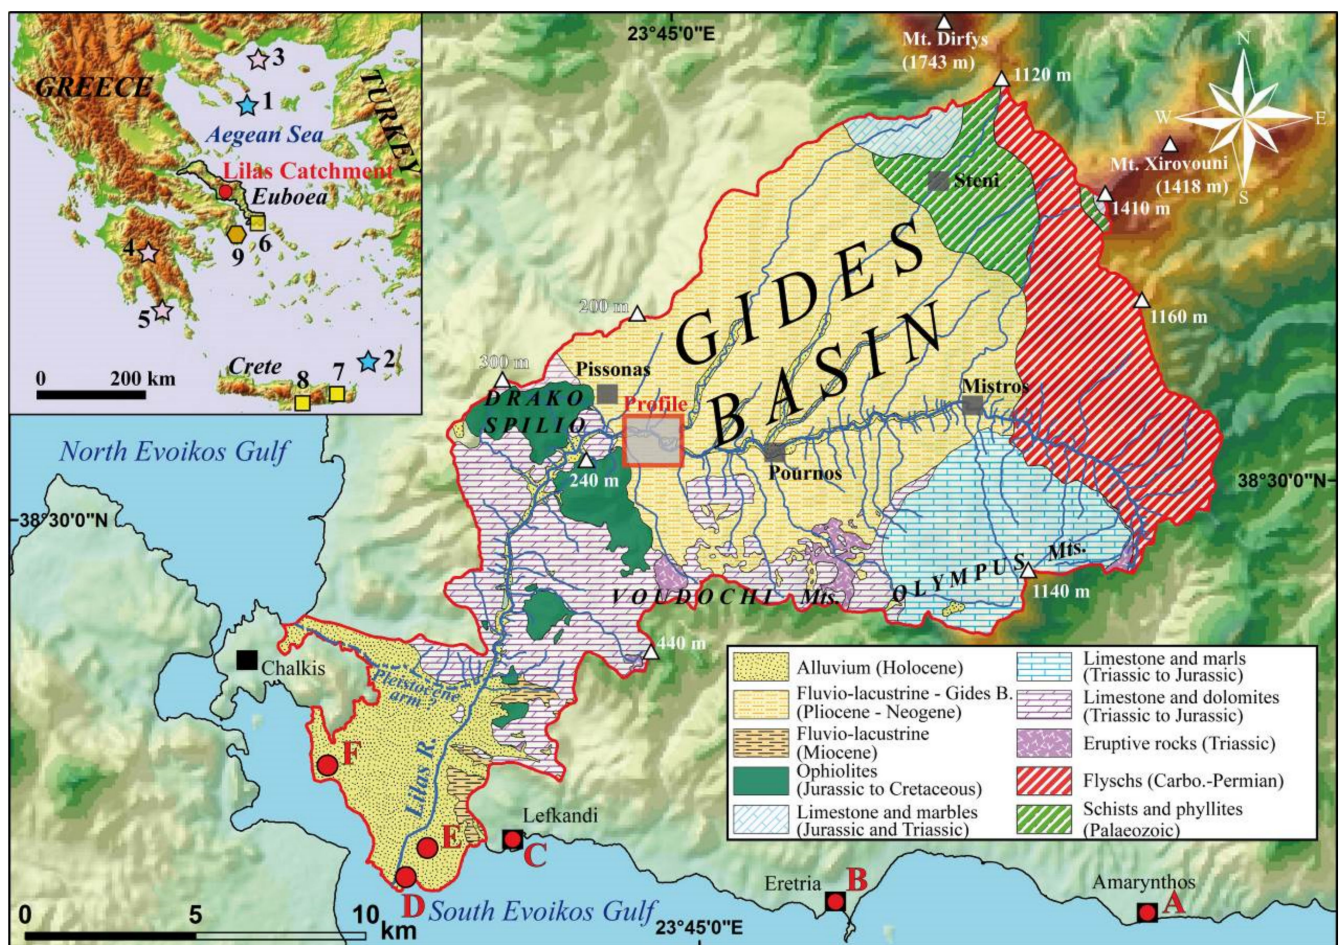 GREECE
TURKEY
3
1
Aegean Sea
Lilas Catchment
Euboea
6
9
4
5
Crete
2
7
8
0 200 km
23°45'0"E
Mt. Dirfys
(1743 m)
1120 m
N
W E
S
Mt. Xirovouni
(1418 m)
1410 m
Steni
1160 m
200 m
GIDES
BASIN
300 m
Pissonas
DRAKO
SPILIO
Profile
Mistros
240 m
Pournos
North Evoikos Gulf
38°30'0"N
38°30'0"N
VOUDOCHI Mts.
OLYMPUS Mts.
1140 m
440 m
Chalkis
Pleistocene
arm
Lilas R.
F
E
D
Lefkandi
C
Eretria
B
Amarynthos
A
South Evoikos Gulf
23°45'0"E
0 5 10
km
Alluvium (Holocene)
Fluvio-lacustrine - Gides B.
(Pliocene - Neogene)
Fluvio-lacustrine
(Miocene)
Ophiolites
(Jurassic to Cretaceous)
Limestone and marbles
(Jurassic and Triassic)
Limestone and marls
(Triassic to Jurassic)
Limestone and dolomites
(Triassic to Jurassic)
Eruptive rocks (Triassic)
Flyschs (Carbo.-Permian)
Schists and phyllites
(Palaeozoic)